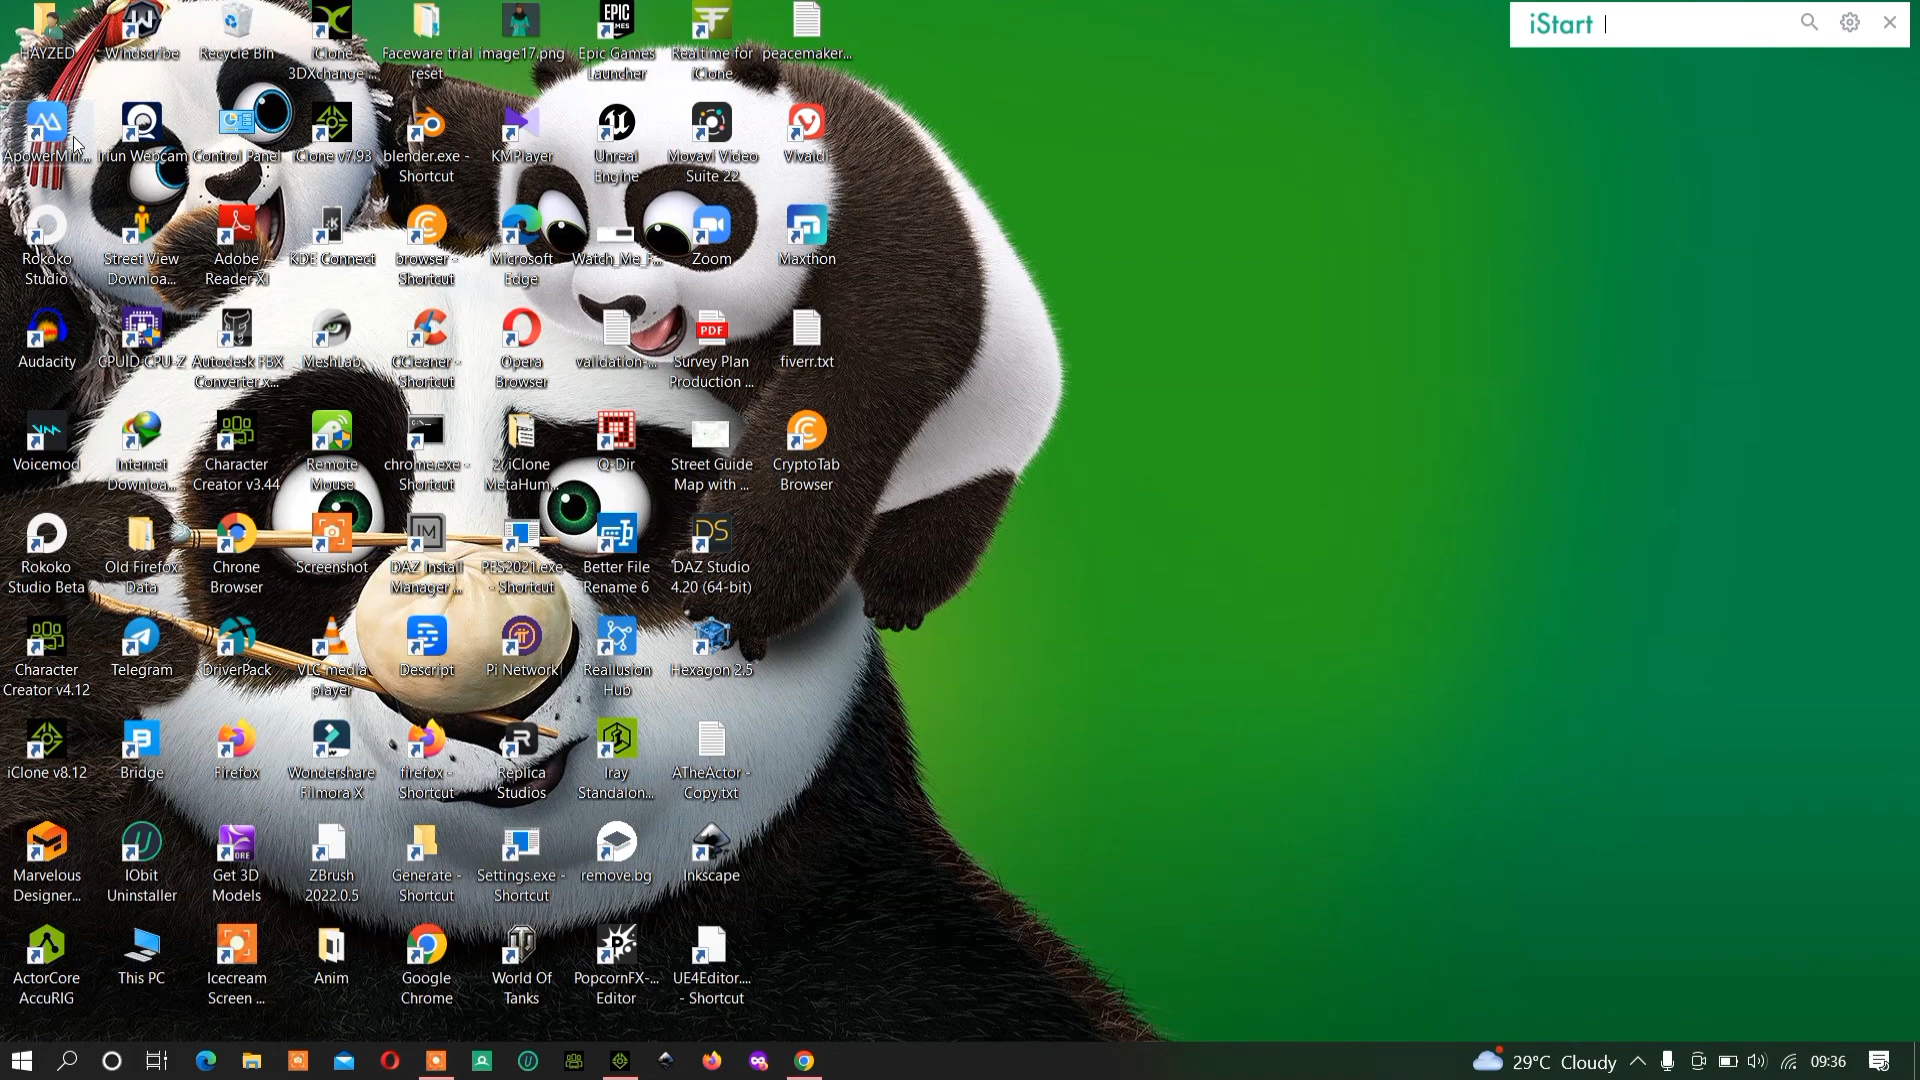 HAYZED
Windscribe
Recycle Bin
iClone
3DXchange ...
Faceware trial
reset
image17.png
EPIC
Epic Games
Launcher
Realtime for
iClone
peacemaker...
iStart
ApowerMirr...
Iriun Webcam
Control Panel
iClone v7.93
blender.exe -
Shortcut
KMPlayer
Unreal
Engine
Movavi Video
Suite 22
Vivaldi
Rokoko
Studio
Street View
Downloa...
Adobe
Reader XI
KDE Connect
browser -
Shortcut
Microsoft
Edge
Watch_Me_F...
Zoom
Maxthon
Audacity
CPUID CPU-Z
Autodesk FBX
Converter x...
MeshLab
CCleaner -
Shortcut
Opera
Browser
validation-...
PDF
Survey Plan
Production ...
fiverr.txt
Voicemod
Internet
Downloa...
Character
Creator v3.44
Remote
Mouse
chrome.exe -
Shortcut
2. iClone
MetaHum...
Q-Dir
Street Guide
Map with ...
CryptoTab
Browser
Rokoko
Studio Beta
Old Firefox
Data
Chrone
Browser
Screenshot
IM
DAZ Install
Manager ...
PES2021.exe
- Shortcut
Better File
Rename 6
DS
DAZ Studio
4.20 (64-bit)
Character
Creator v4.12
Telegram
DriverPack
VLC media
player
Descript
Pi Network
Reallusion
Hub
Hexagon 2.5
iClone v8.12
Bridge
Firefox
Wondershare
Filmora X
firefox -
Shortcut
Replica
Studios
Iray
Standalon...
ATheActor -
Copy.txt
Marvelous
Designer...
IObit
Uninstaller
Get 3D
Models
ZBrush
2022.0.5
Generate -
Shortcut
Settings.exe -
Shortcut
remove.bg
Inkscape
ActorCore
AccuRIG
This PC
Icecream
Screen ...
Anim
Google
Chrome
World Of
Tanks
PopcornFX-...
Editor
UE4Editor....
- Shortcut
29°C Cloudy
09:36